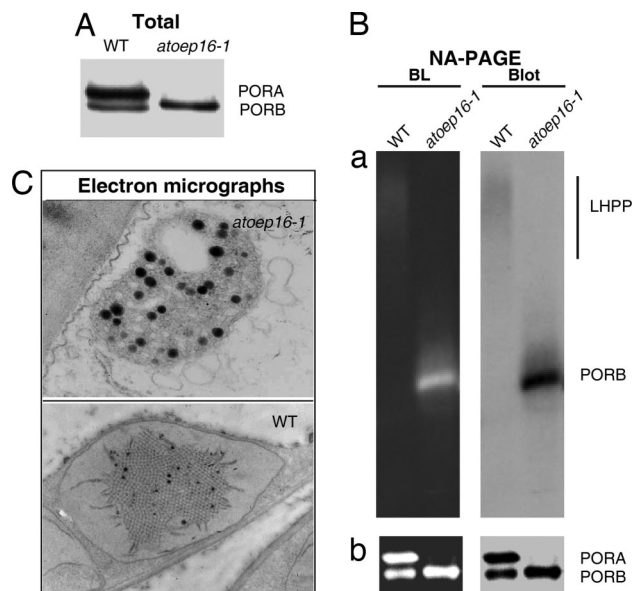 A
Total
WT atoep16-1
PORA
PORB
C
Electron micrographs
atoep16-1
WT
B
NA-PAGE
BL Blot
WT atoep16-1 WT atoep16-1
a
LHPP
PORB
b
PORA
PORB